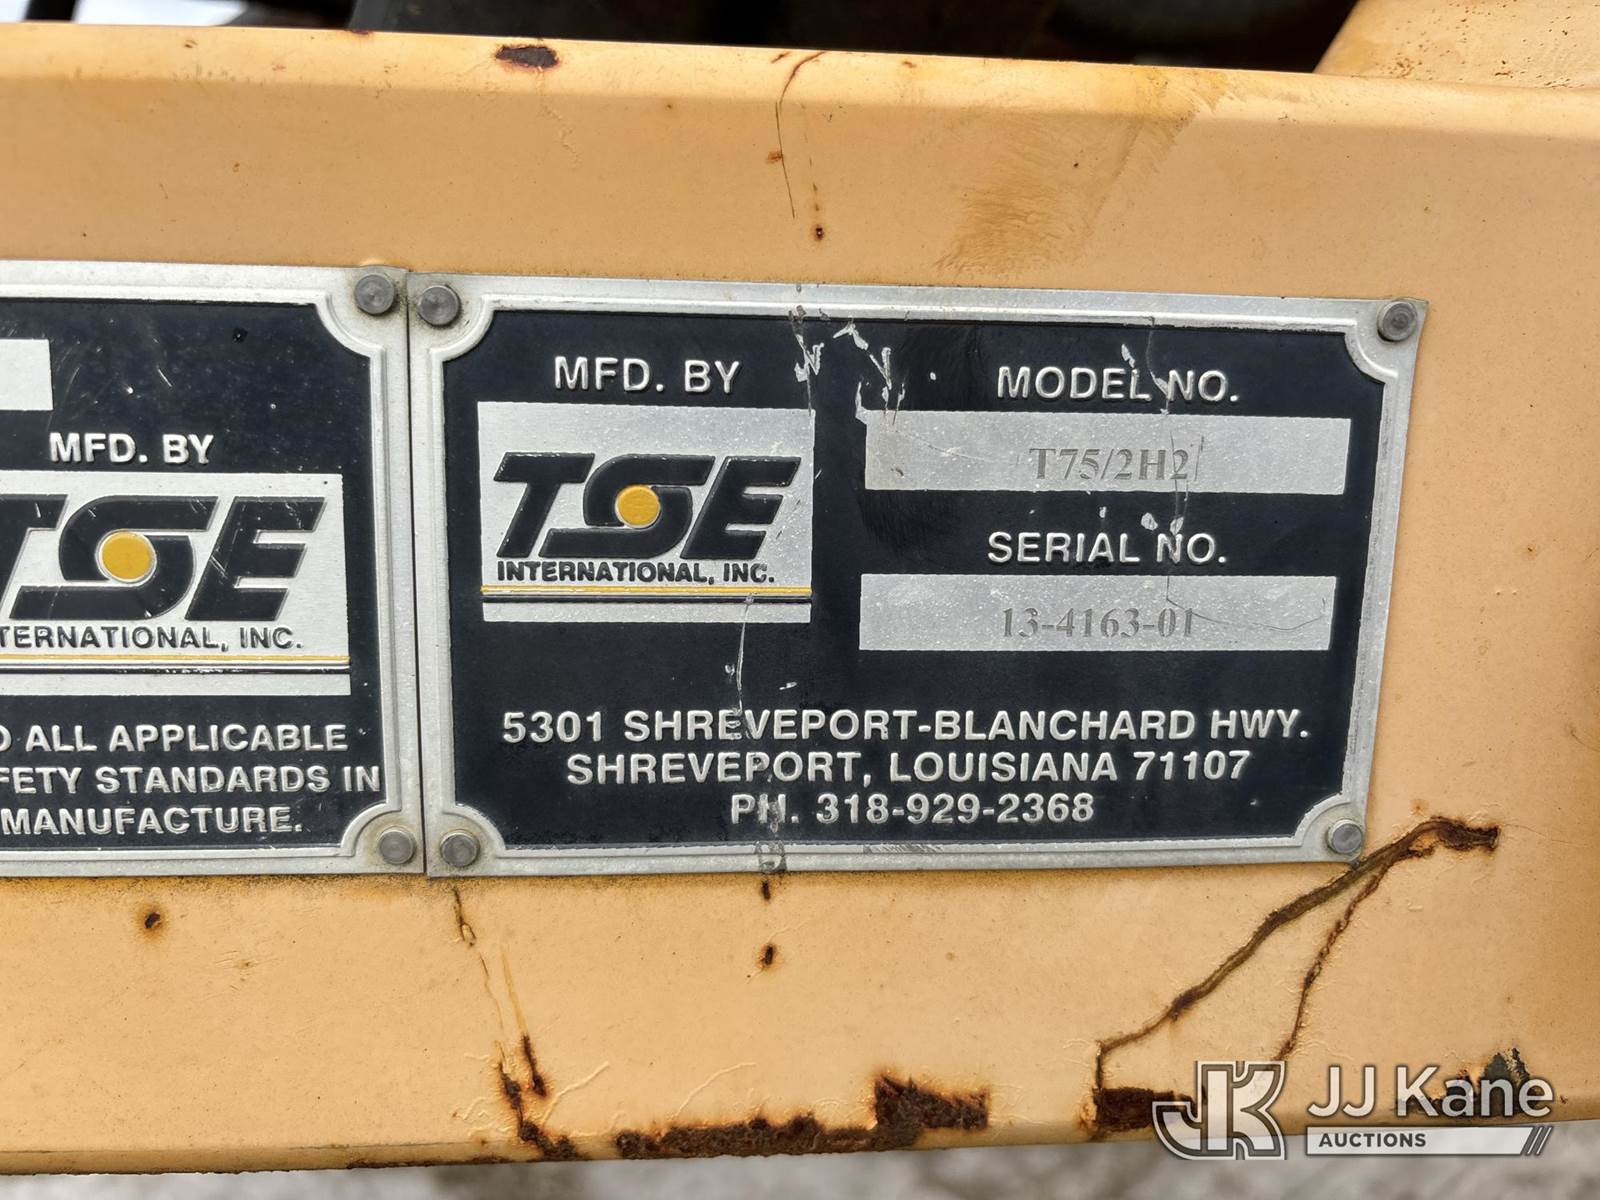 MFD. BY
TSE
TERNATIONAL, INC.
O ALL APPLICABLE
FETY STANDARDS IN
MANUFACTURE.
MFD. BY
TSE
INTERNATIONAL, INC.
MODEL NO.
T75/2H2
SERIAL NO.
13-4163-01
5301 SHREVEPORT-BLANCHARD HWY.
SHREVEPORT, LOUISIANA 71107
PH. 318-929-2368
JK JJ Kane
AUCTIONS